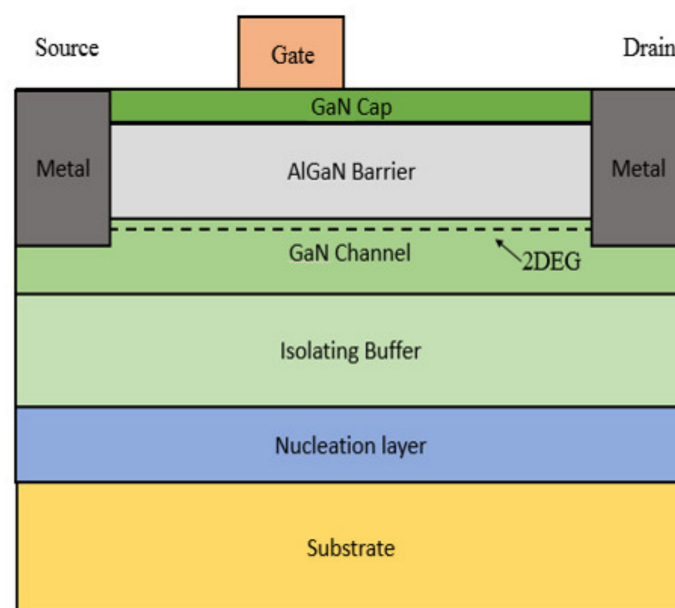 Source
Gate
Drain
GaN Cap
Metal
AlGaN Barrier
Metal
GaN Channel
2DEG
Isolating Buffer
Nucleation layer
Substrate